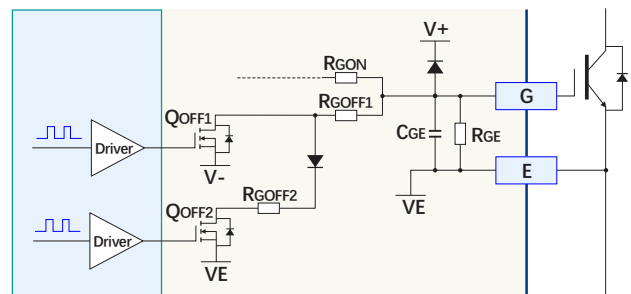 V+
RGON
G
QOFF1
RGOFF1
Driver
CGE
RGE
V-
E
RGOFF2
VE
QOFF2
Driver
VE